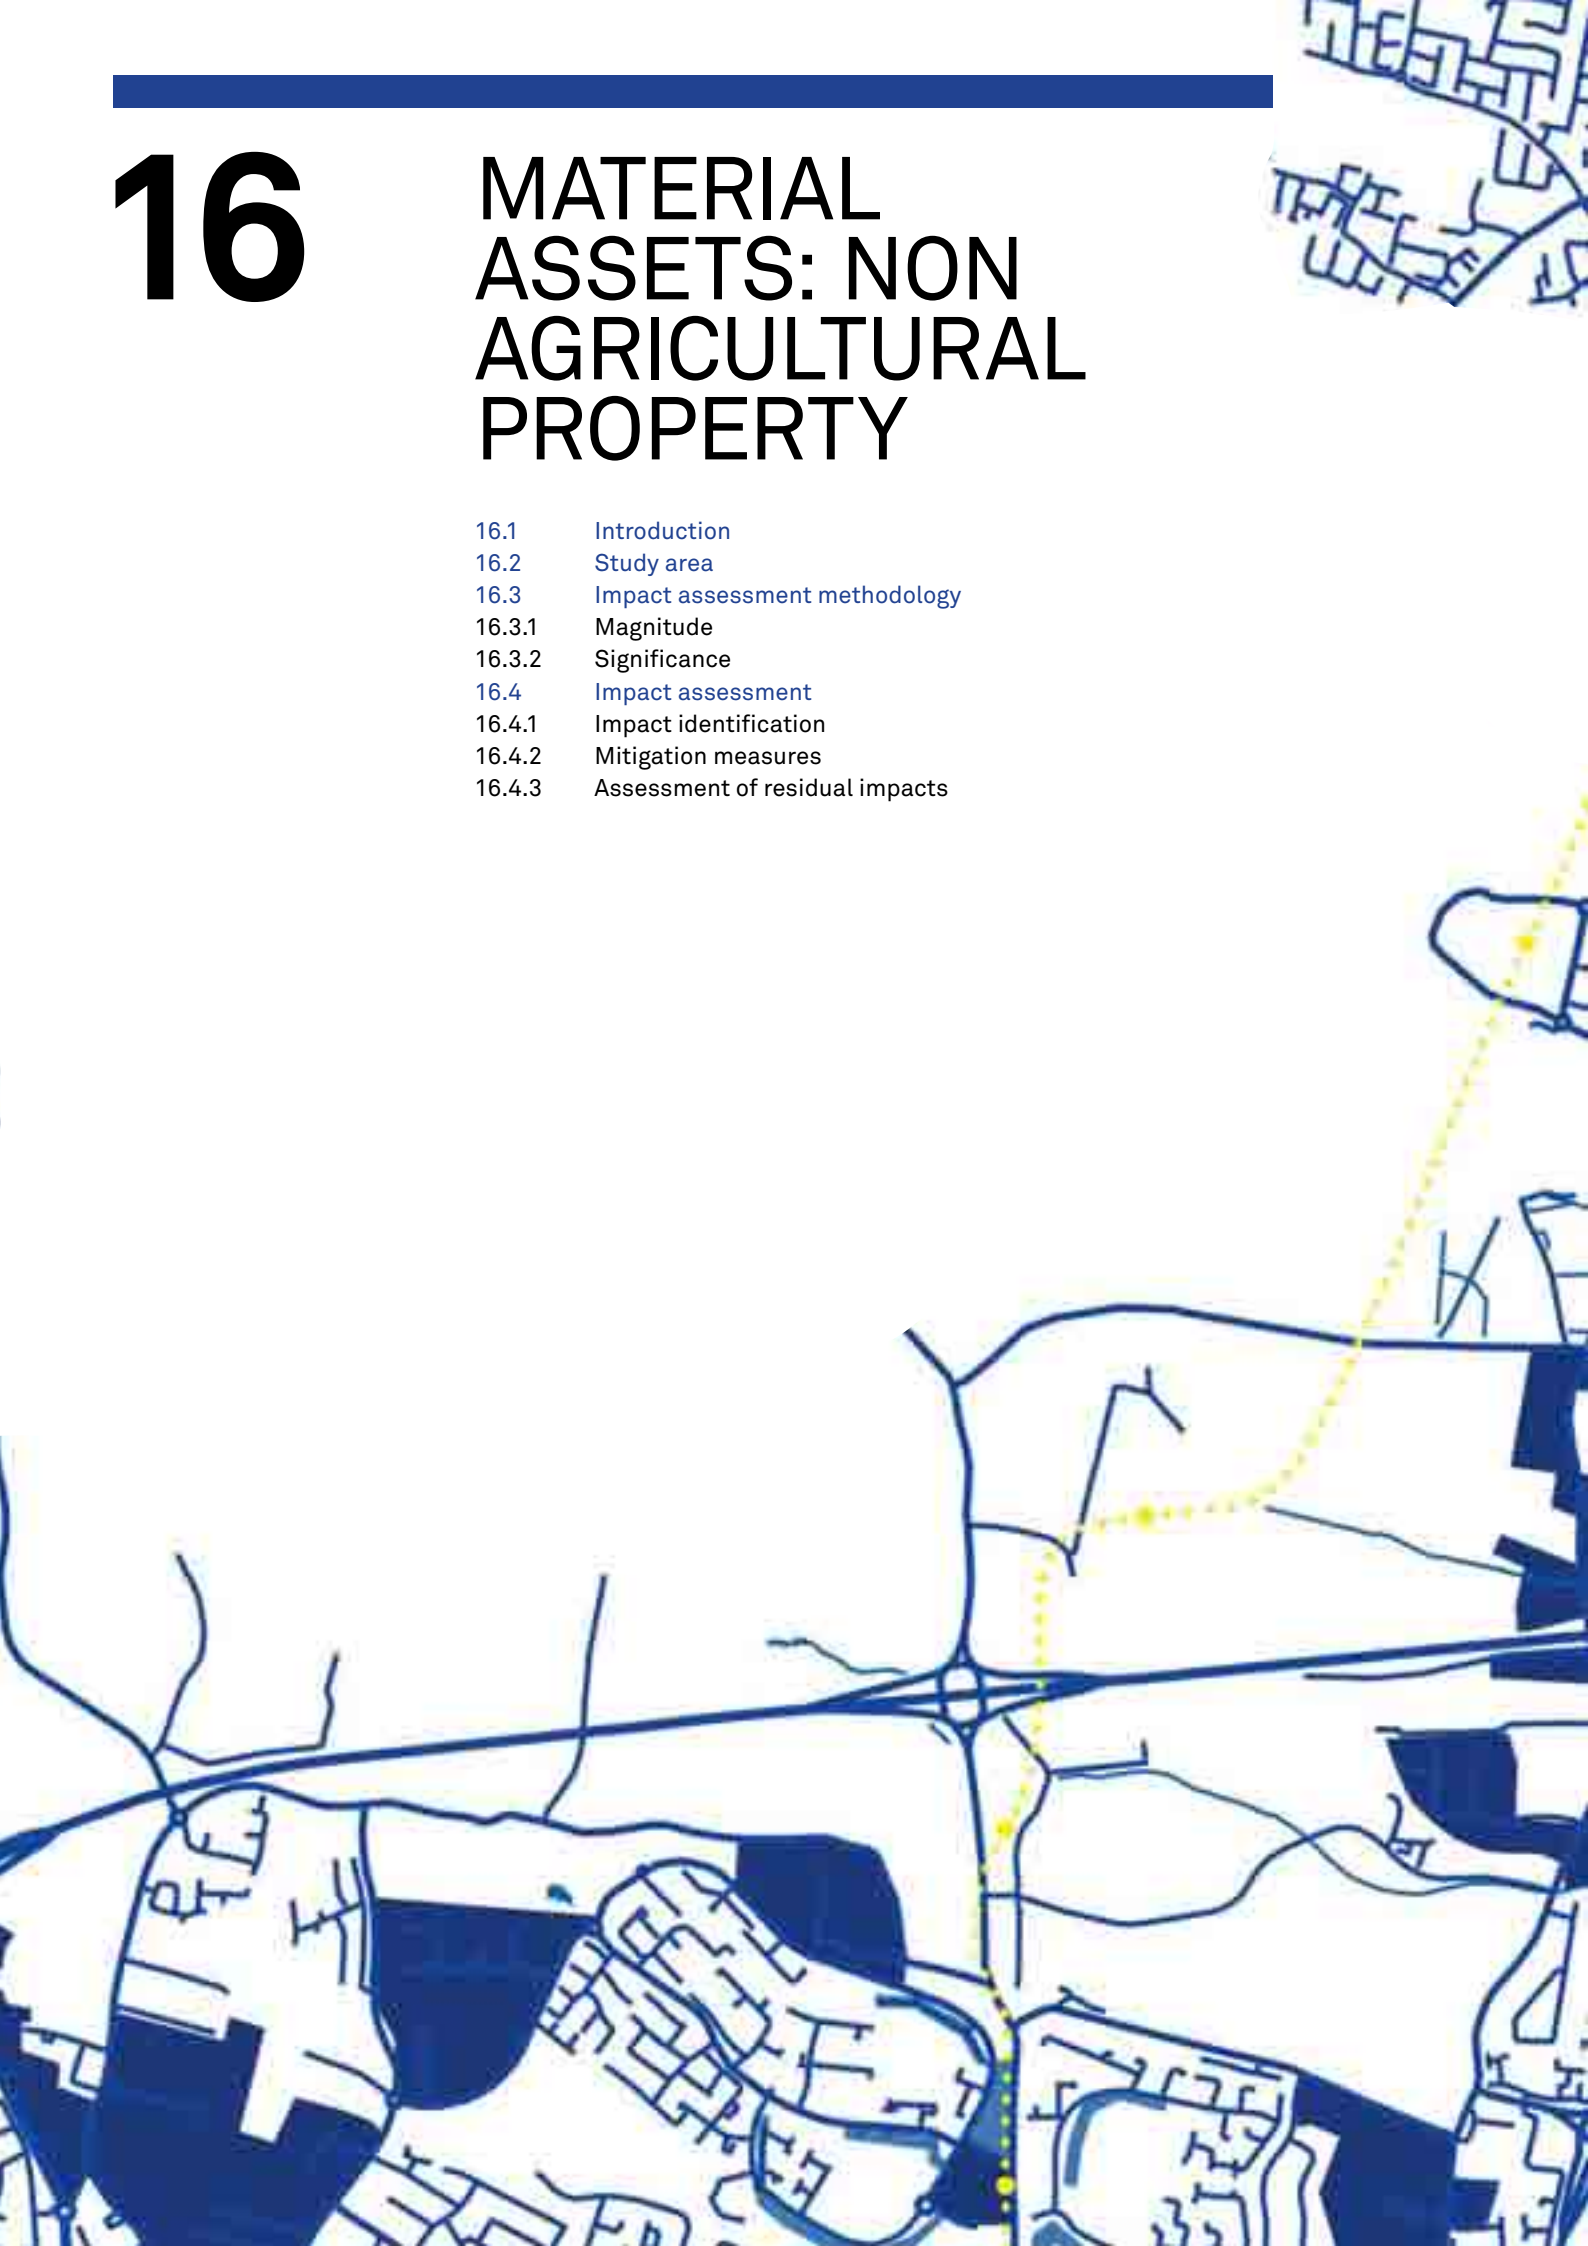 16
MATERIAL
ASSETS: NON
AGRICULTURAL
PROPERTY
16.1 Introduction
16.2 Study area
16.3 Impact assessment methodology
16.3.1 Magnitude
16.3.2 Significance
16.4 Impact assessment
16.4.1 Impact identification
16.4.2 Mitigation measures
16.4.3 Assessment of residual impacts